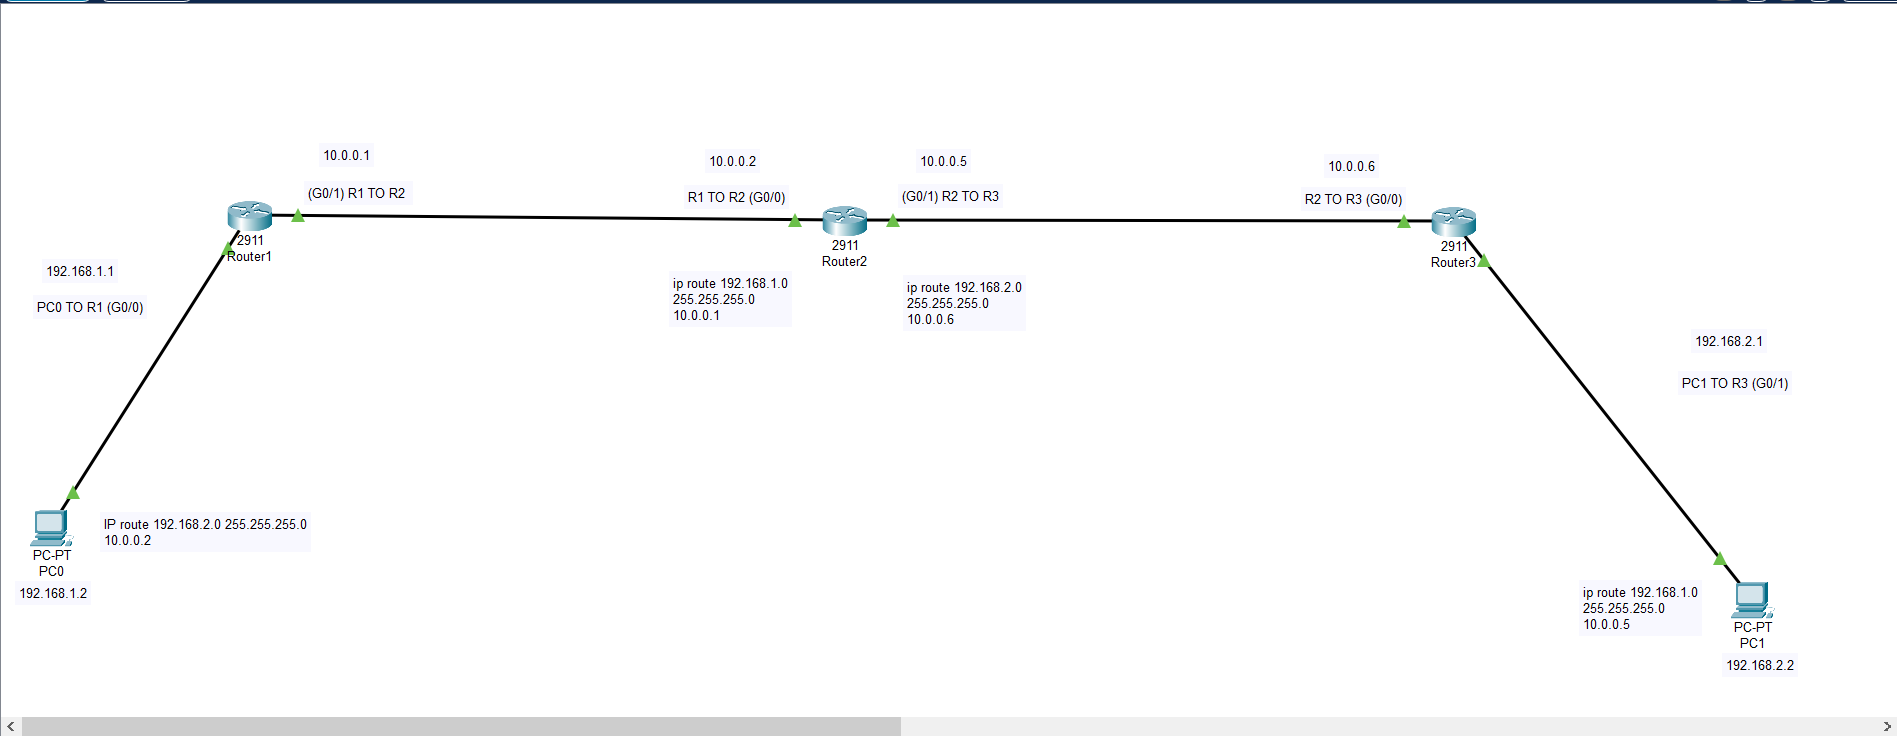 10.0.0.1
(G0/1) R1 TO R2
10.0.0.2
R1 TO R2 (G0/0)
10.0.0.5
(G0/1) R2 TO R3
10.0.0.6
R2 TO R3 (G0/0)
2911
Router1
2911
Router2
2911
Router3
192.168.1.1
PC0 TO R1 (G0/0)
ip route 192.168.1.0
255.255.255.0
10.0.0.1
ip route 192.168.2.0
255.255.255.0
10.0.0.6
192.168.2.1
PC1 TO R3 (G0/1)
IP route 192.168.2.0 255.255.255.0
10.0.0.2
PC-PT
PC0
192.168.1.2
ip route 192.168.1.0
255.255.255.0
10.0.0.5
PC-PT
PC1
192.168.2.2